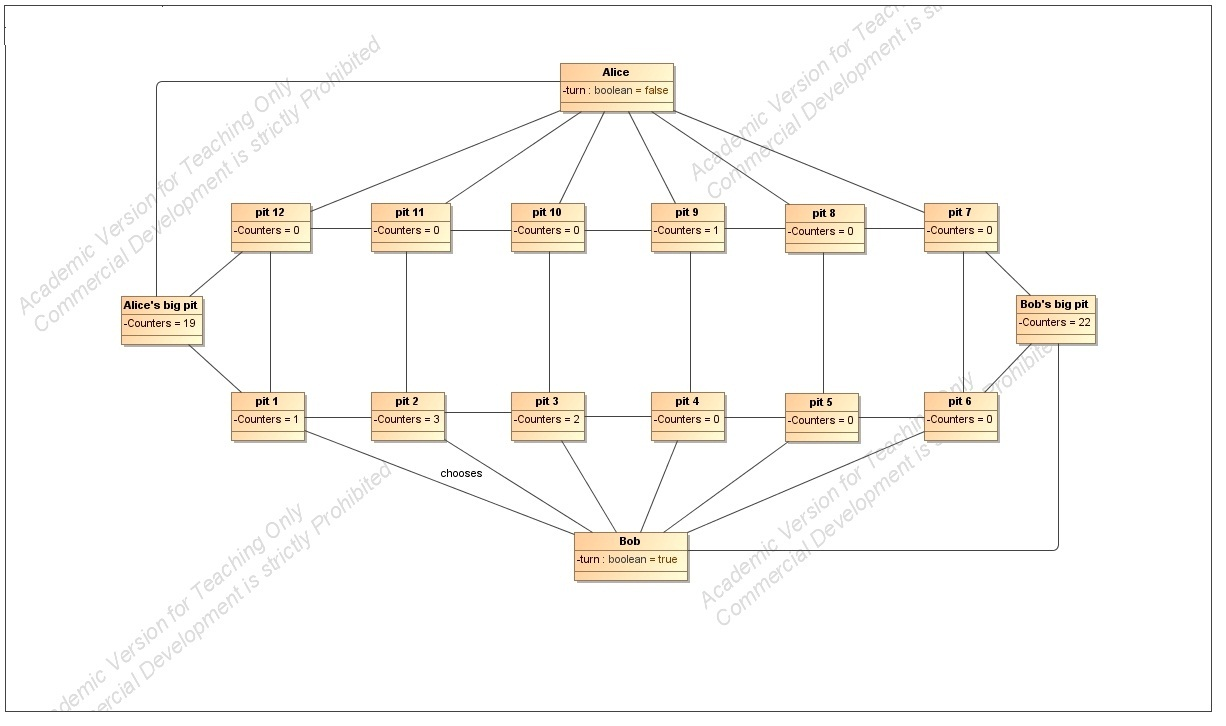 Alice
-turn : boolean = false
pit 12
-Counters = 0
pit 11
-Counters = 0
pit 10
-Counters = 0
pit 9
-Counters = 1
pit 8
-Counters = 0
pit 7
-Counters = 0
Alice's big pit
-Counters = 19
Bob's big pit
-Counters = 22
pit 1
-Counters = 1
pit 2
-Counters = 3
pit 3
-Counters = 2
pit 4
-Counters = 0
pit 5
-Counters = 0
pit 6
-Counters = 0
chooses
Bob
-turn : boolean = true
Academic Version for Teaching Only
Commercial Development is strictly Prohibited
Academic Version for Teaching
Commercial Development is
Academic Version for Teaching Only
Commercial Development is strictly Prohibited
Academic Version for Teaching
Commercial Development is Prohibited